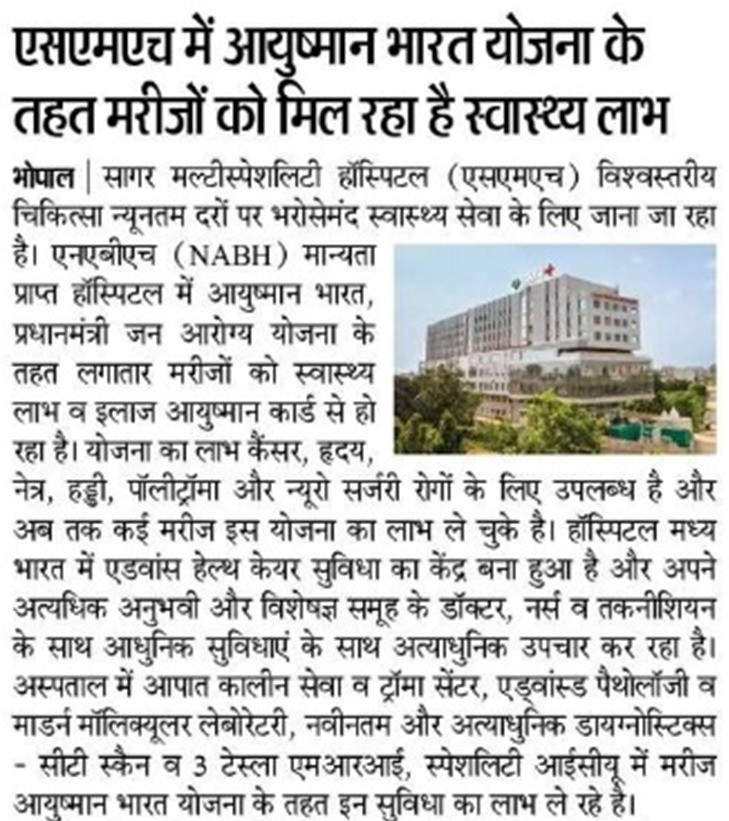 एसएमएच में आयुष्मान भारत योजना के
तहत मरीजों को मिल रहा है स्वास्थ्य लाभ
भोपाल | सागर मल्टीस्पेशलिटी हॉस्पिटल (एसएमएच) विश्वस्तरीय
चिकित्सा न्यूनतम दरों पर भरोसेमंद स्वास्थ्य सेवा के लिए जाना जा रहा
है। एनएबीएच (NABH) मान्यता
प्राप्त हॉस्पिटल में आयुष्मान भारत,
प्रधानमंत्री जन आरोग्य योजना के
तहत लगातार मरीजों को स्वास्थ्य
लाभ व इलाज आयुष्मान कार्ड से हो
रहा है। योजना का लाभ कैंसर, हृदय,
नेत्र, हड्डी, पॉलीट्रॉमा और न्यूरो सर्जरी रोगों के लिए उपलब्ध है और
अब तक कई मरीज इस योजना का लाभ ले चुके है। हॉस्पिटल मध्य
भारत में एडवांस हेल्थ केयर सुविधा का केंद्र बना हुआ है और अपने
अत्यधिक अनुभवी और विशेषज्ञ समूह के डॉक्टर, नर्स व तकनीशियन
के साथ आधुनिक सुविधाएं के साथ अत्याधुनिक उपचार कर रहा है।
अस्पताल में आपात कालीन सेवा व ट्रॉमा सेंटर, एड्वांस्ड पैथोलॉजी व
माडर्न मॉलिक्यूलर लेबोरेटरी, नवीनतम और अत्याधुनिक डायग्नोस्टिक्स
- सीटी स्कैन व 3 टेस्ला एमआरआई, स्पेशलिटी आईसीयू में मरीज
आयुष्मान भारत योजना के तहत इन सुविधा का लाभ ले रहे है।